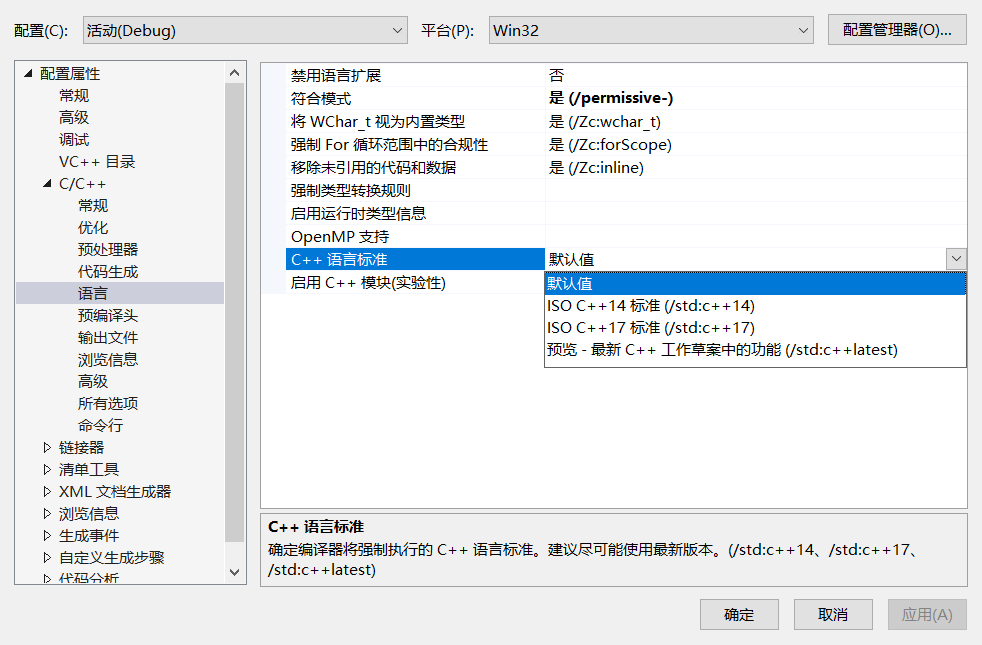 配置(C): 活动(Debug) 平台(P): Win32 配置管理器(O)...
配置属性
常规
高级
调试
VC++ 目录
C/C++
常规
优化
预处理器
代码生成
语言
预编译头
输出文件
浏览信息
高级
所有选项
命令行
链接器
清单工具
XML 文档生成器
浏览信息
生成事件
自定义生成步骤
代码分析
禁用语言扩展 否
符合模式 是 (/permissive-)
将 WChar_t 视为内置类型 是 (/Zc:wchar_t)
强制 For 循环范围中的合规性 是 (/Zc:forScope)
移除未引用的代码和数据 是 (/Zc:inline)
强制类型转换规则
启用运行时类型信息
OpenMP 支持
C++ 语言标准 默认值
启用 C++ 模块(实验性)
默认值
ISO C++14 标准 (/std:c++14)
ISO C++17 标准 (/std:c++17)
预览 - 最新 C++ 工作草案中的功能 (/std:c++latest)
C++ 语言标准
确定编译器将强制执行的 C++ 语言标准。建议尽可能使用最新版本。(/std:c++14、/std:c++17、
/std:c++latest)
确定 取消 应用(A)